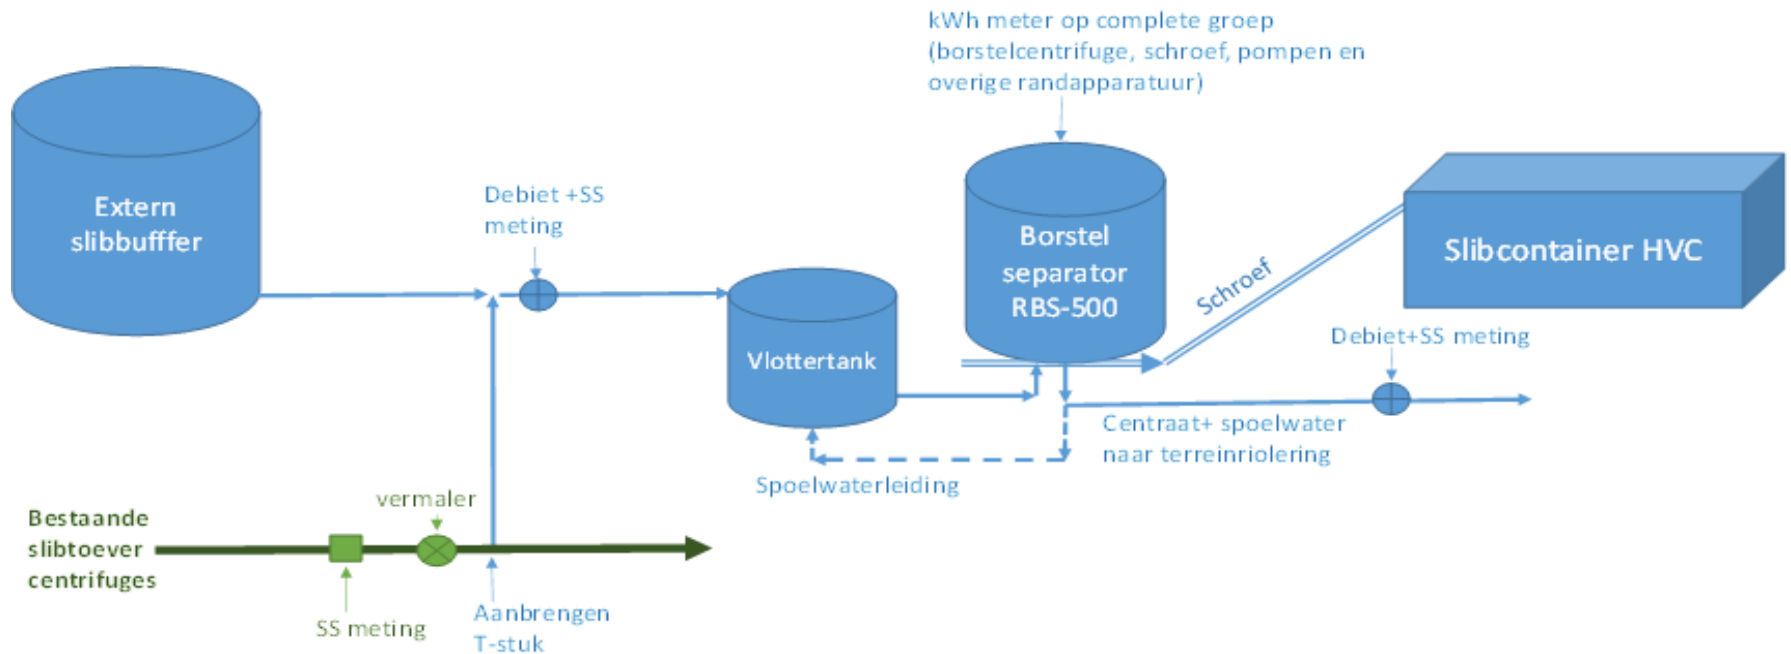 kWh meter op complete groep
(borstelcentrifuge, schroef, pompen en
overige randapparatuur)
Extern
slibbufffer
Debiet +SS
meting
Borstel
separator
RBS-500
Schroef
Slibcontainer HVC
Vlottertank
Debiet+SS meting
Centraat+ spoelwater
naar terreinriolering
Spoelwaterleiding
vermaler
Bestaande
slibtoever
centrifuges
SS meting
Aanbrengen
T-stuk